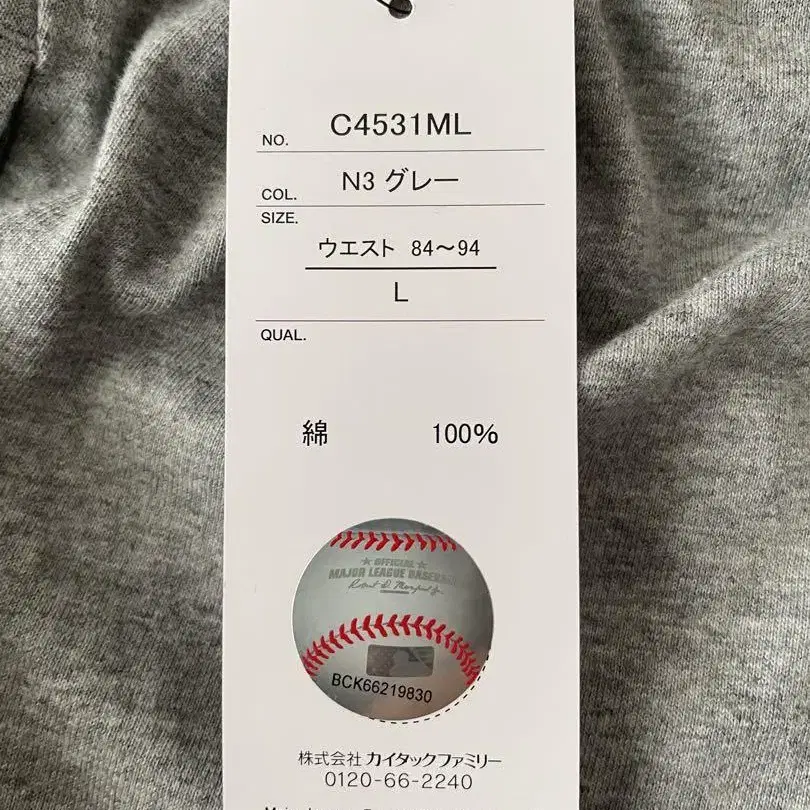 NO. C4531ML
COL. N3 グレー
SIZE.
ウエスト 84～94
L
QUAL.
綿 100%
★ OFFICIAL ★
MAJOR LEAGUE BASEBALL
BCK66219830
株式会社 カイタックファミリー
0120-66-2240